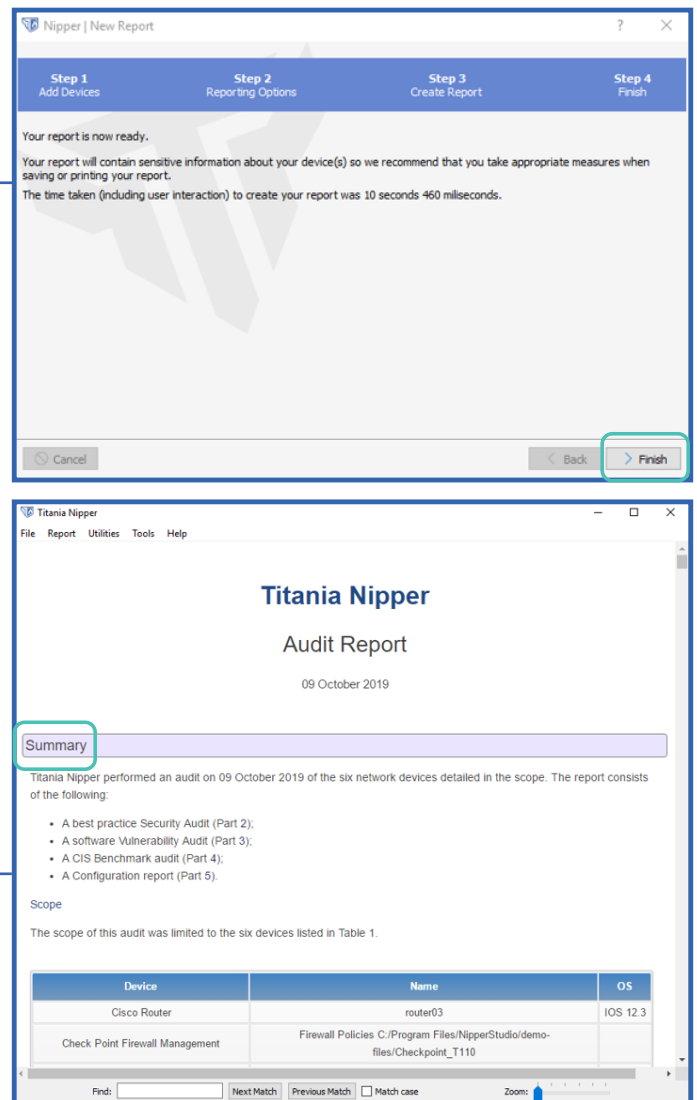 Nipper | New Report
?
Step 1
Add Devices
Step 2
Reporting Options
Step 3
Create Report
Step 4
Finish
Your report is now ready.
Your report will contain sensitive information about your device(s) so we recommend that you take appropriate measures when
saving or printing your report.
The time taken (including user interaction) to create your report was 10 seconds 460 miliseconds.
Cancel
< Back
> Finish
Titania Nipper
File Report Utilities Tools Help
Titania Nipper
Audit Report
09 October 2019
Summary
Titania Nipper performed an audit on 09 October 2019 of the six network devices detailed in the scope. The report consists
of the following:
• A best practice Security Audit (Part 2);
• A software Vulnerability Audit (Part 3);
• A CIS Benchmark audit (Part 4);
• A Configuration report (Part 5).
Scope
The scope of this audit was limited to the six devices listed in Table 1.
Device Name OS
Cisco Router router03 IOS 12.3
Check Point Firewall Management
Firewall Policies C:/Program Files/NipperStudio/demo-
files/Checkpoint_T110
Find: Next Match Previous Match Match case Zoom: